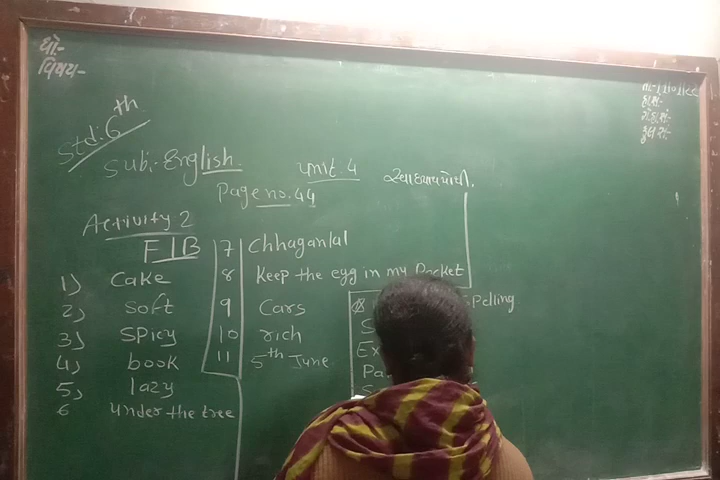 ધો:-
વિષય-
તા-
હાસં:
ગેહાસં:
કુલ સં:
Std: 6th
Sub:- English.
Unit. 4
સ્વાધ્યાયપોથી.
Page no. 44
Activity 2
FIB
1) Cake
2) Soft
3) Spicy
4) book
5) lazy
6 under the tree
7 Chhaganlal
8 keep the egg in my Pocket
9 Cars
10 rich
11 5th June
Spelling